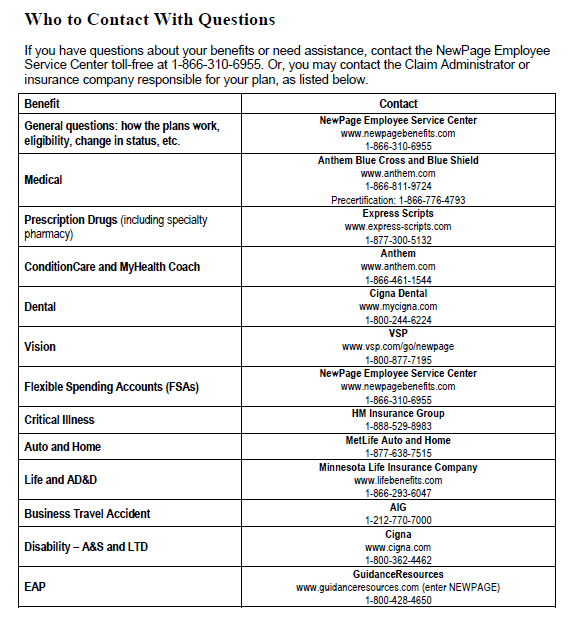 Who to Contact With Questions
If you have questions about your benefits or need assistance, contact the NewPage Employee
Service Center toll-free at 1-866-310-6955. Or, you may contact the Claim Administrator or
insurance company responsible for your plan, as listed below.
Benefit
Contact
General questions: how the plans work,
eligibility, change in status, etc.
NewPage Employee Service Center
www.newpagebenefits.com
1-866-310-6955
Medical
Anthem Blue Cross and Blue Shield
www.anthem.com
1-866-811-9724
Precertification: 1-866-776-4793
Prescription Drugs (including specialty
pharmacy)
Express Scripts
www.express-scripts.com
1-877-300-5132
ConditionCare and MyHealth Coach
Anthem
www.anthem.com
1-866-461-1544
Dental
Cigna Dental
www.mycigna.com
1-800-244-6224
Vision
VSP
www.vsp.com/go/newpage
1-800-877-7195
Flexible Spending Accounts (FSAs)
NewPage Employee Service Center
www.newpagebenefits.com
1-866-310-6955
Critical Illness
HM Insurance Group
1-888-529-8983
Auto and Home
MetLife Auto and Home
1-877-638-7515
Life and AD&D
Minnesota Life Insurance Company
www.lifebenefits.com
1-866-293-6047
Business Travel Accident
AIG
1-212-770-7000
Disability – A&S and LTD
Cigna
www.cigna.com
1-800-362-4462
EAP
GuidanceResources
www.guidanceresources.com (enter NEWPAGE)
1-800-428-4650